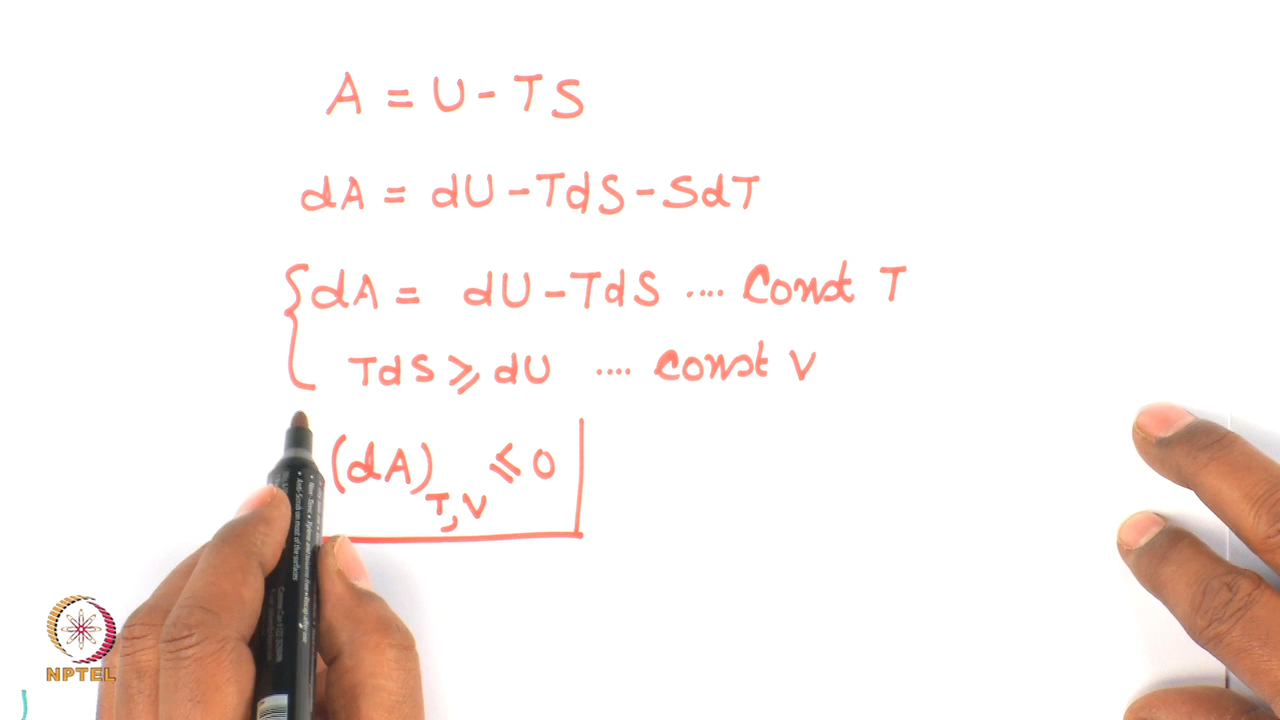 A = U - TS
dA = dU - TdS - SdT
{dA = dU - TdS .... Const T
TdS ⩾ dU .... Const V
(dA)T,V ⩽ 0
NPTEL